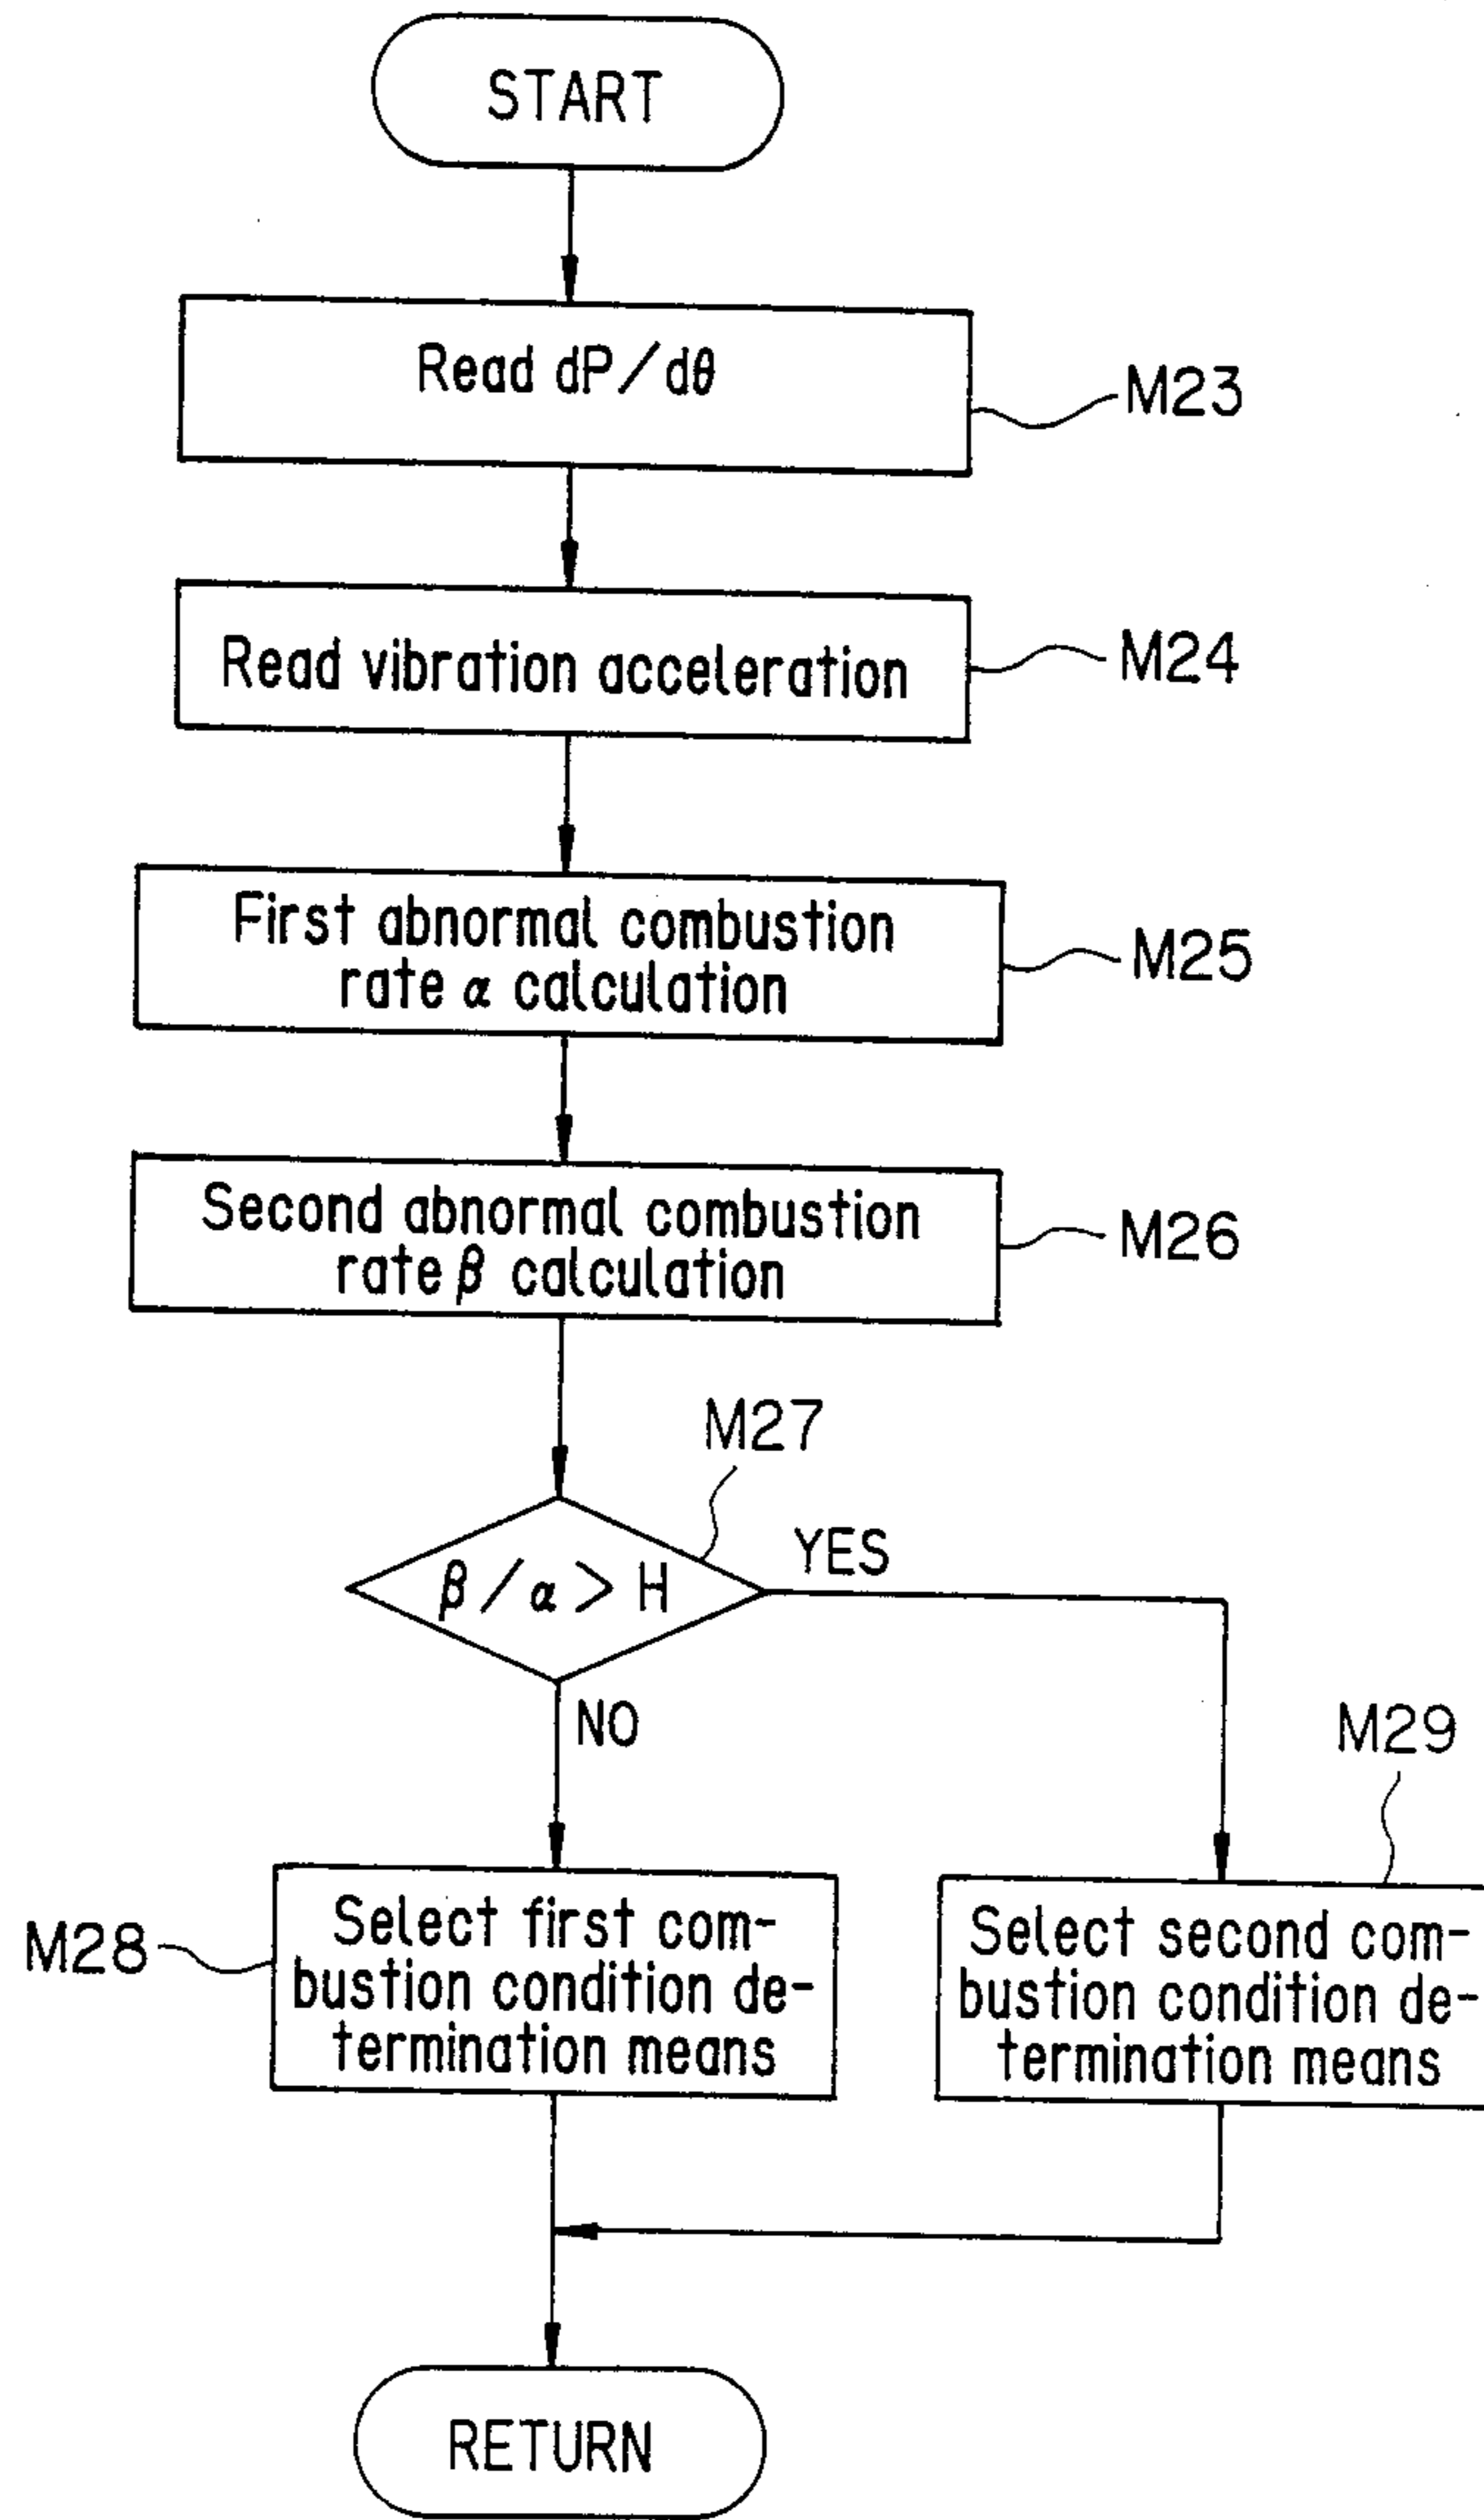 START
Read dP/dθ
M23
Read vibration acceleration
M24
First abnormal combustion
rate α calculation
M25
Second abnormal combustion
rate β calculation
M26
M27
β/α > H
YES
NO
M29
M28
Select first com-
bustion condition de-
termination means
Select second com-
bustion condition de-
termination means
RETURN